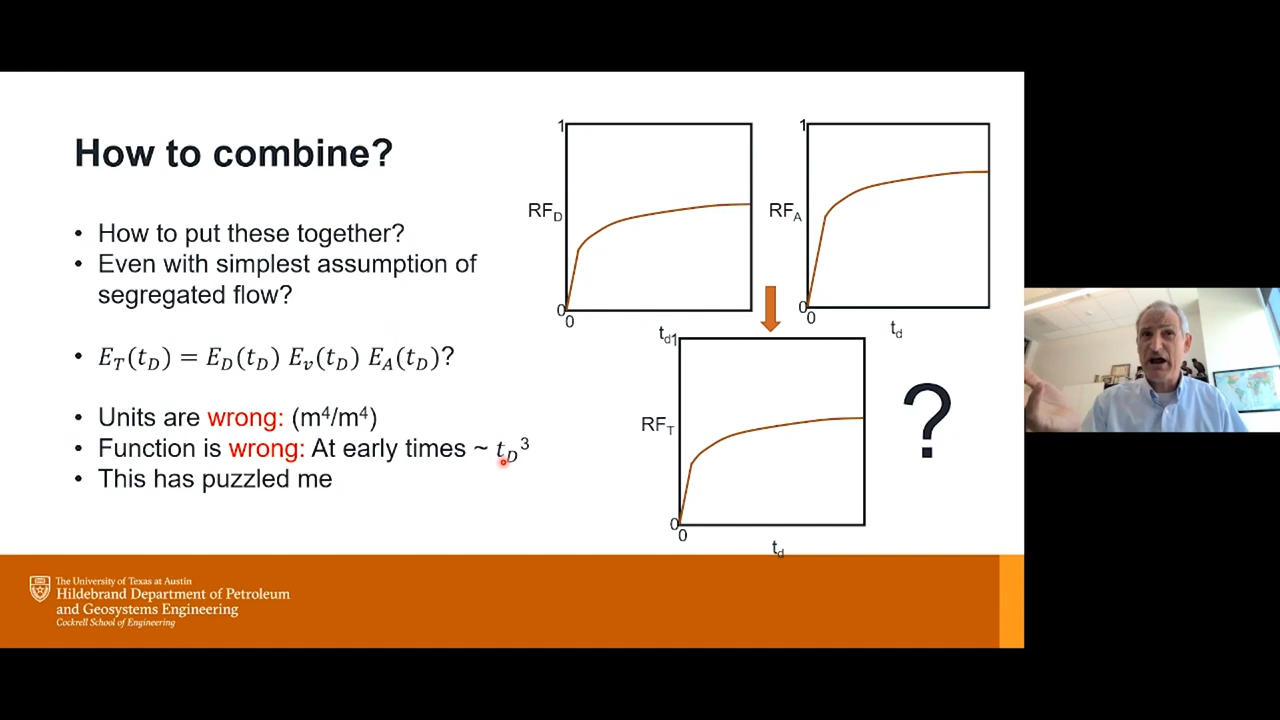 How to combine?
• How to put these together?
• Even with simplest assumption of
segregated flow?
• E_T(t_D) = E_D(t_D) E_v(t_D) E_A(t_D)?
• Units are wrong: (m⁴/m⁴)
• Function is wrong: At early times ~ t_D³
• This has puzzled me
1
RF_D
0
0
t_d
1
RF_A
0
0
t_d
1
RF_T
0
0
t_d
?
The University of Texas at Austin
Hildebrand Department of Petroleum
and Geosystems Engineering
Cockrell School of Engineering